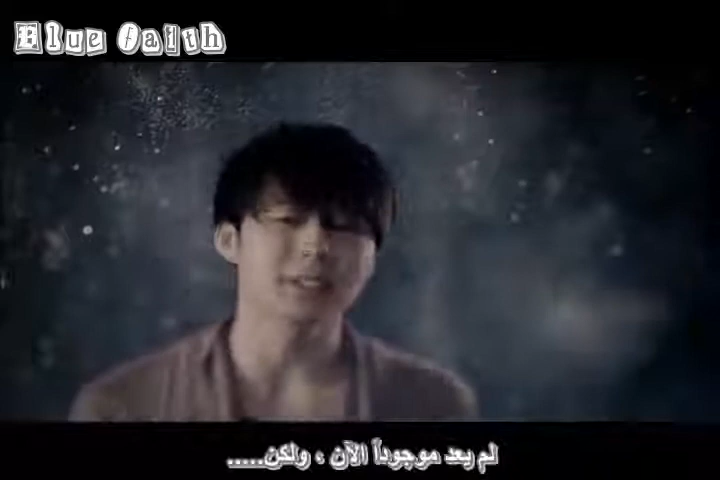 Blue faith
لم يعد موجوداً الآن ، ولكن.....